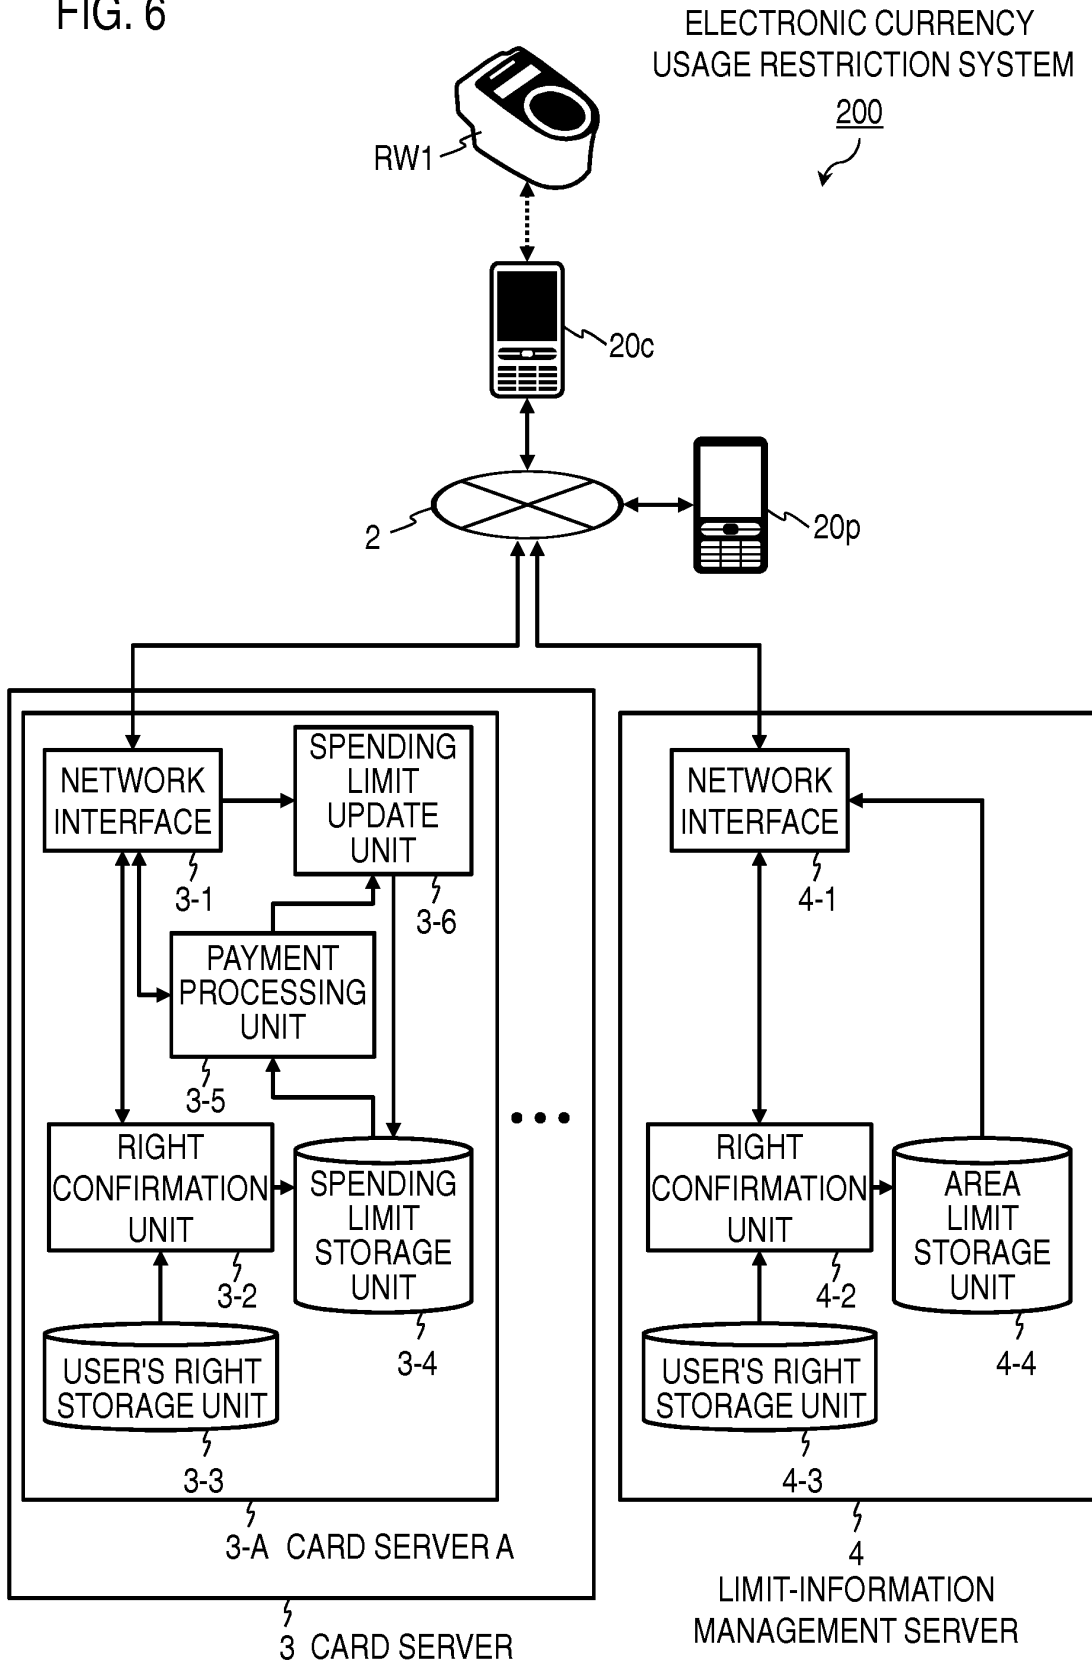 FIG. 6
ELECTRONIC CURRENCY
USAGE RESTRICTION SYSTEM
200
RW1
20c
2
20p
NETWORK
INTERFACE
3-1
SPENDING
LIMIT
UPDATE
UNIT
3-6
PAYMENT
PROCESSING
UNIT
3-5
RIGHT
CONFIRMATION
UNIT
3-2
SPENDING
LIMIT
STORAGE
UNIT
3-4
USER'S RIGHT
STORAGE UNIT
3-3
3-A CARD SERVER A
3 CARD SERVER
NETWORK
INTERFACE
4-1
RIGHT
CONFIRMATION
UNIT
4-2
AREA
LIMIT
STORAGE
UNIT
4-4
USER'S RIGHT
STORAGE UNIT
4-3
4
LIMIT-INFORMATION
MANAGEMENT SERVER